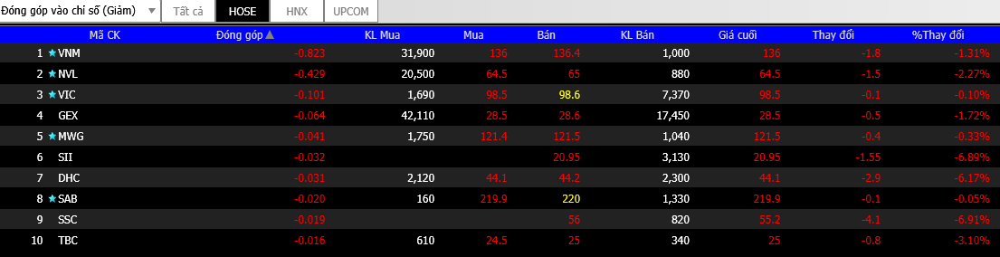 Đóng góp vào chỉ số (Giảm) Tất cả HOSE HNX UPCOM
Mã CK Đóng góp KL Mua Mua Bán KL Bán Giá cuối Thay đổi %Thay đổi
1 VNM -0.823 31,900 136 136.4 1,000 136 -1.8 -1.31%
2 NVL -0.429 20,500 64.5 65 880 64.5 -1.5 -2.27%
3 VIC -0.101 1,690 98.5 98.6 7,370 98.5 -0.1 -0.10%
4 GEX -0.064 42,110 28.5 28.6 17,450 28.5 -0.5 -1.72%
5 MWG -0.041 1,750 121.4 121.5 1,040 121.5 -0.4 -0.33%
6 SII -0.032 20.95 3,130 20.95 -1.55 -6.89%
7 DHC -0.031 2,120 44.1 44.2 2,300 44.1 -2.9 -6.17%
8 SAB -0.020 160 219.9 220 1,330 219.9 -0.1 -0.05%
9 SSC -0.019 56 820 55.2 -4.1 -6.91%
10 TBC -0.016 610 24.5 25 340 25 -0.8 -3.10%